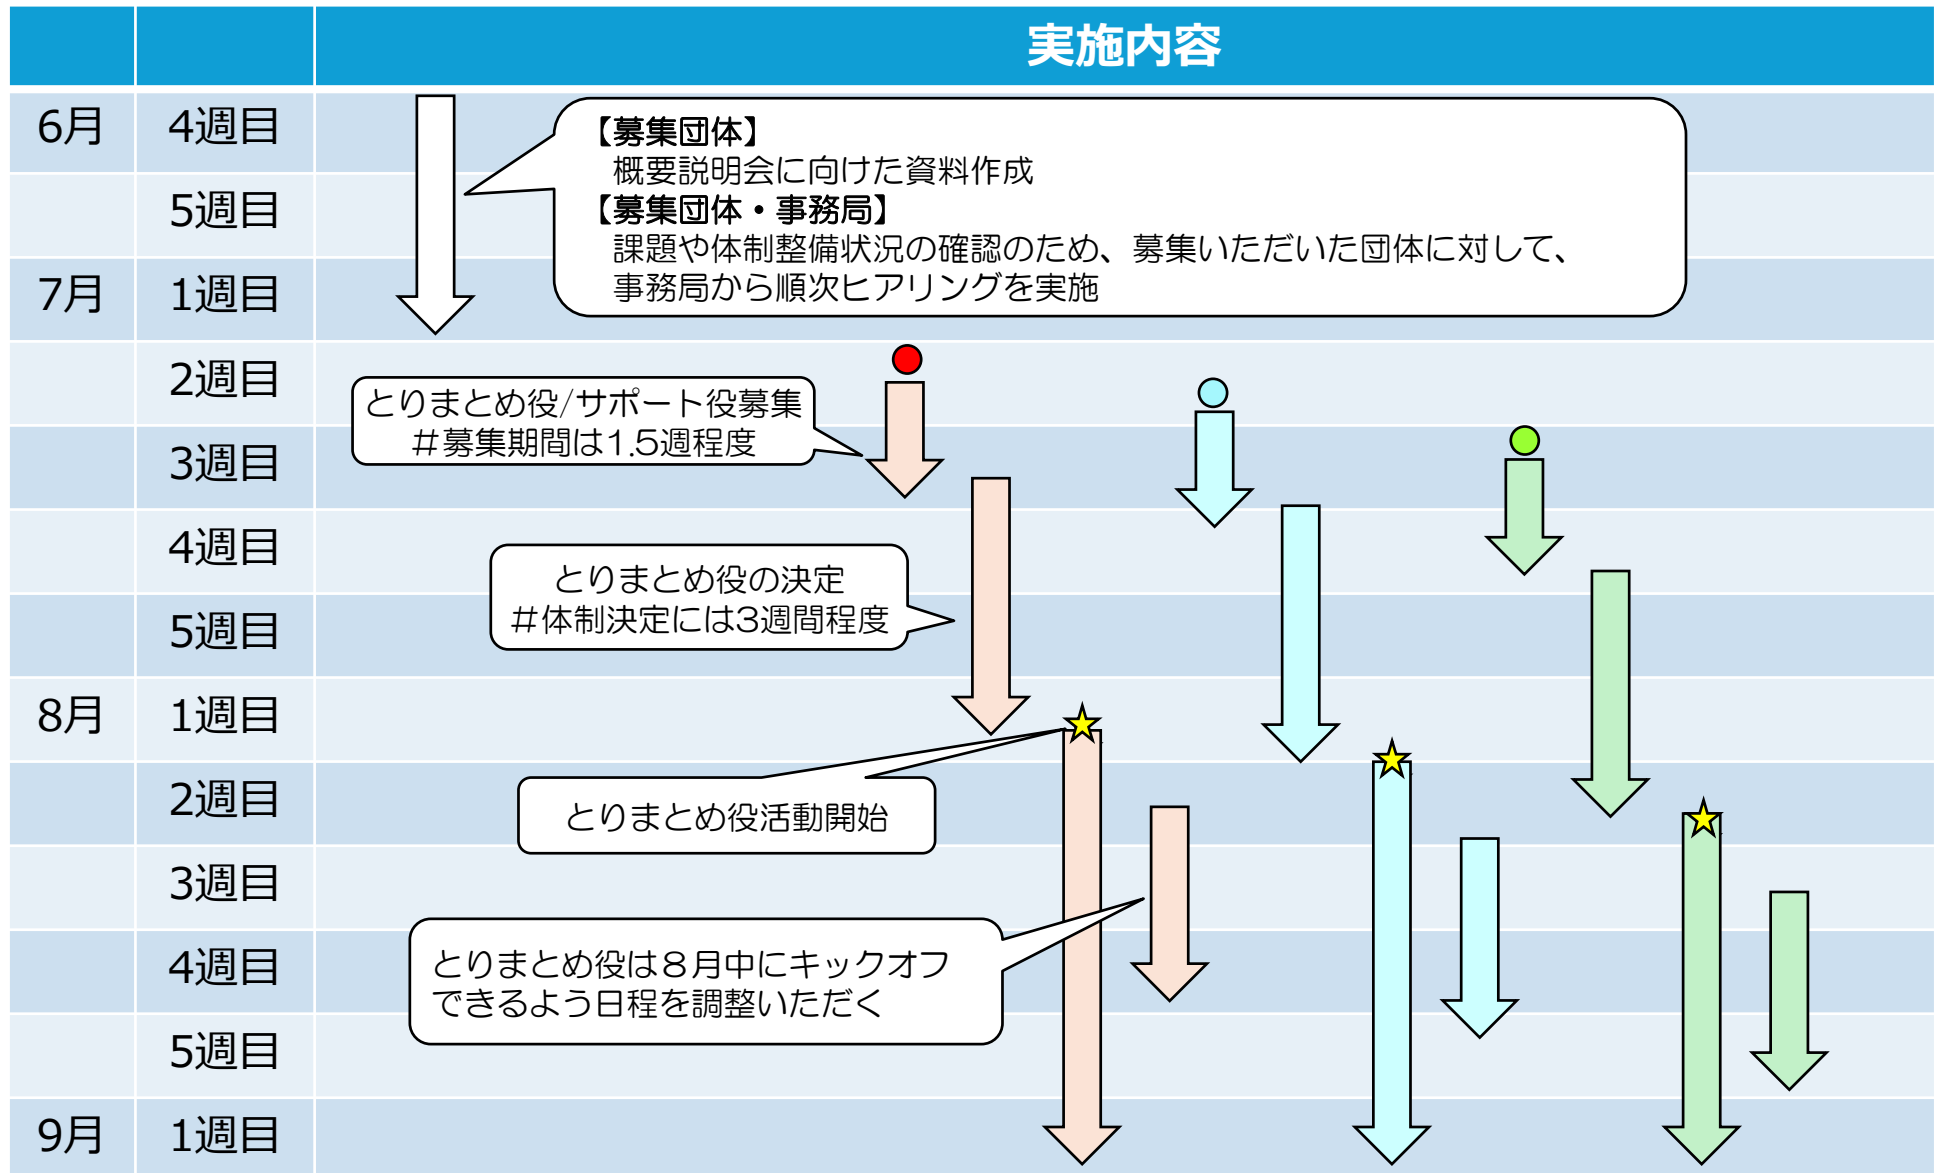 実施内容
6月 4週目
【募集団体】
概要説明会に向けた資料作成
【募集団体・事務局】
課題や体制整備状況の確認のため、募集いただいた団体に対して、
事務局から順次ヒアリングを実施
5週目
7月 1週目
2週目
とりまとめ役/サポート役募集
＃募集期間は1.5週程度
3週目
4週目
とりまとめ役の決定
＃体制決定には3週間程度
5週目
8月 1週目
2週目
とりまとめ役活動開始
3週目
4週目
とりまとめ役は８月中にキックオフ
できるよう日程を調整いただく
5週目
9月 1週目